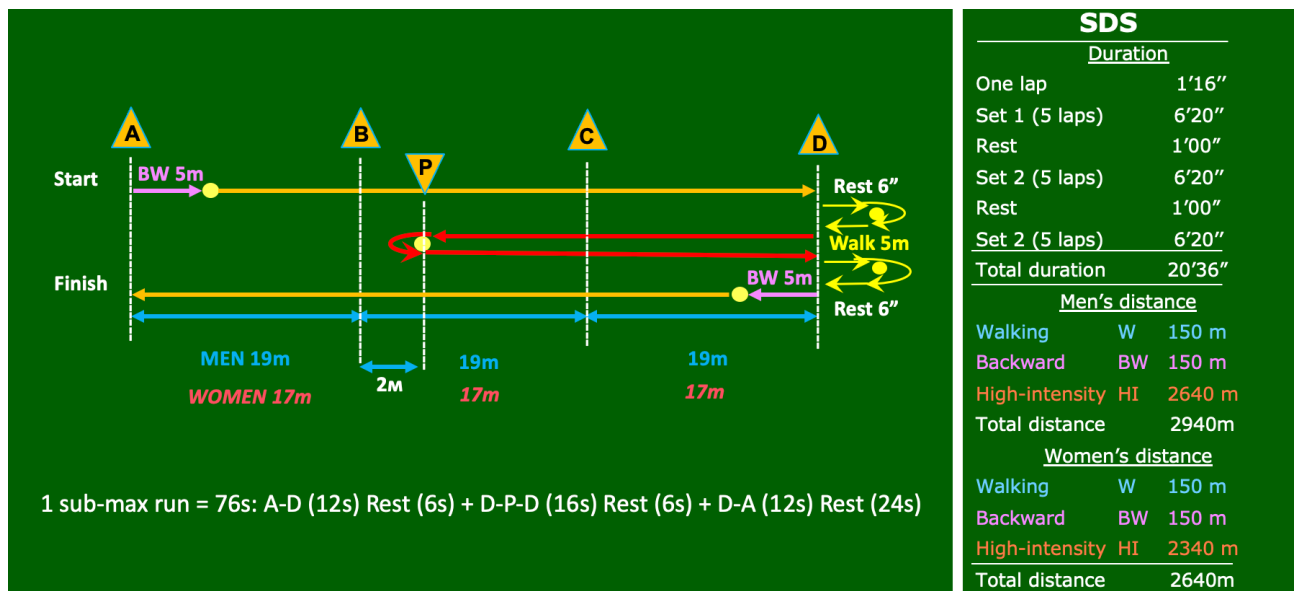 A
B
P
C
D
BW 5m
Start
Rest 6”
Walk 5m
BW 5m
Finish
Rest 6”
MEN 19m
19m
19m
2м
WOMEN 17m
17m
17m
1 sub-max run = 76s: A-D (12s) Rest (6s) + D-P-D (16s) Rest (6s) + D-A (12s) Rest (24s)
SDS
Duration
One lap 1’16’’
Set 1 (5 laps) 6’20’’
Rest 1’00”
Set 2 (5 laps) 6’20’’
Rest 1’00”
Set 2 (5 laps) 6’20’’
Total duration 20’36”
Men’s distance
Walking W 150 m
Backward BW 150 m
High-intensity HI 2640 m
Total distance 2940m
Women’s distance
Walking W 150 m
Backward BW 150 m
High-intensity HI 2340 m
Total distance 2640m